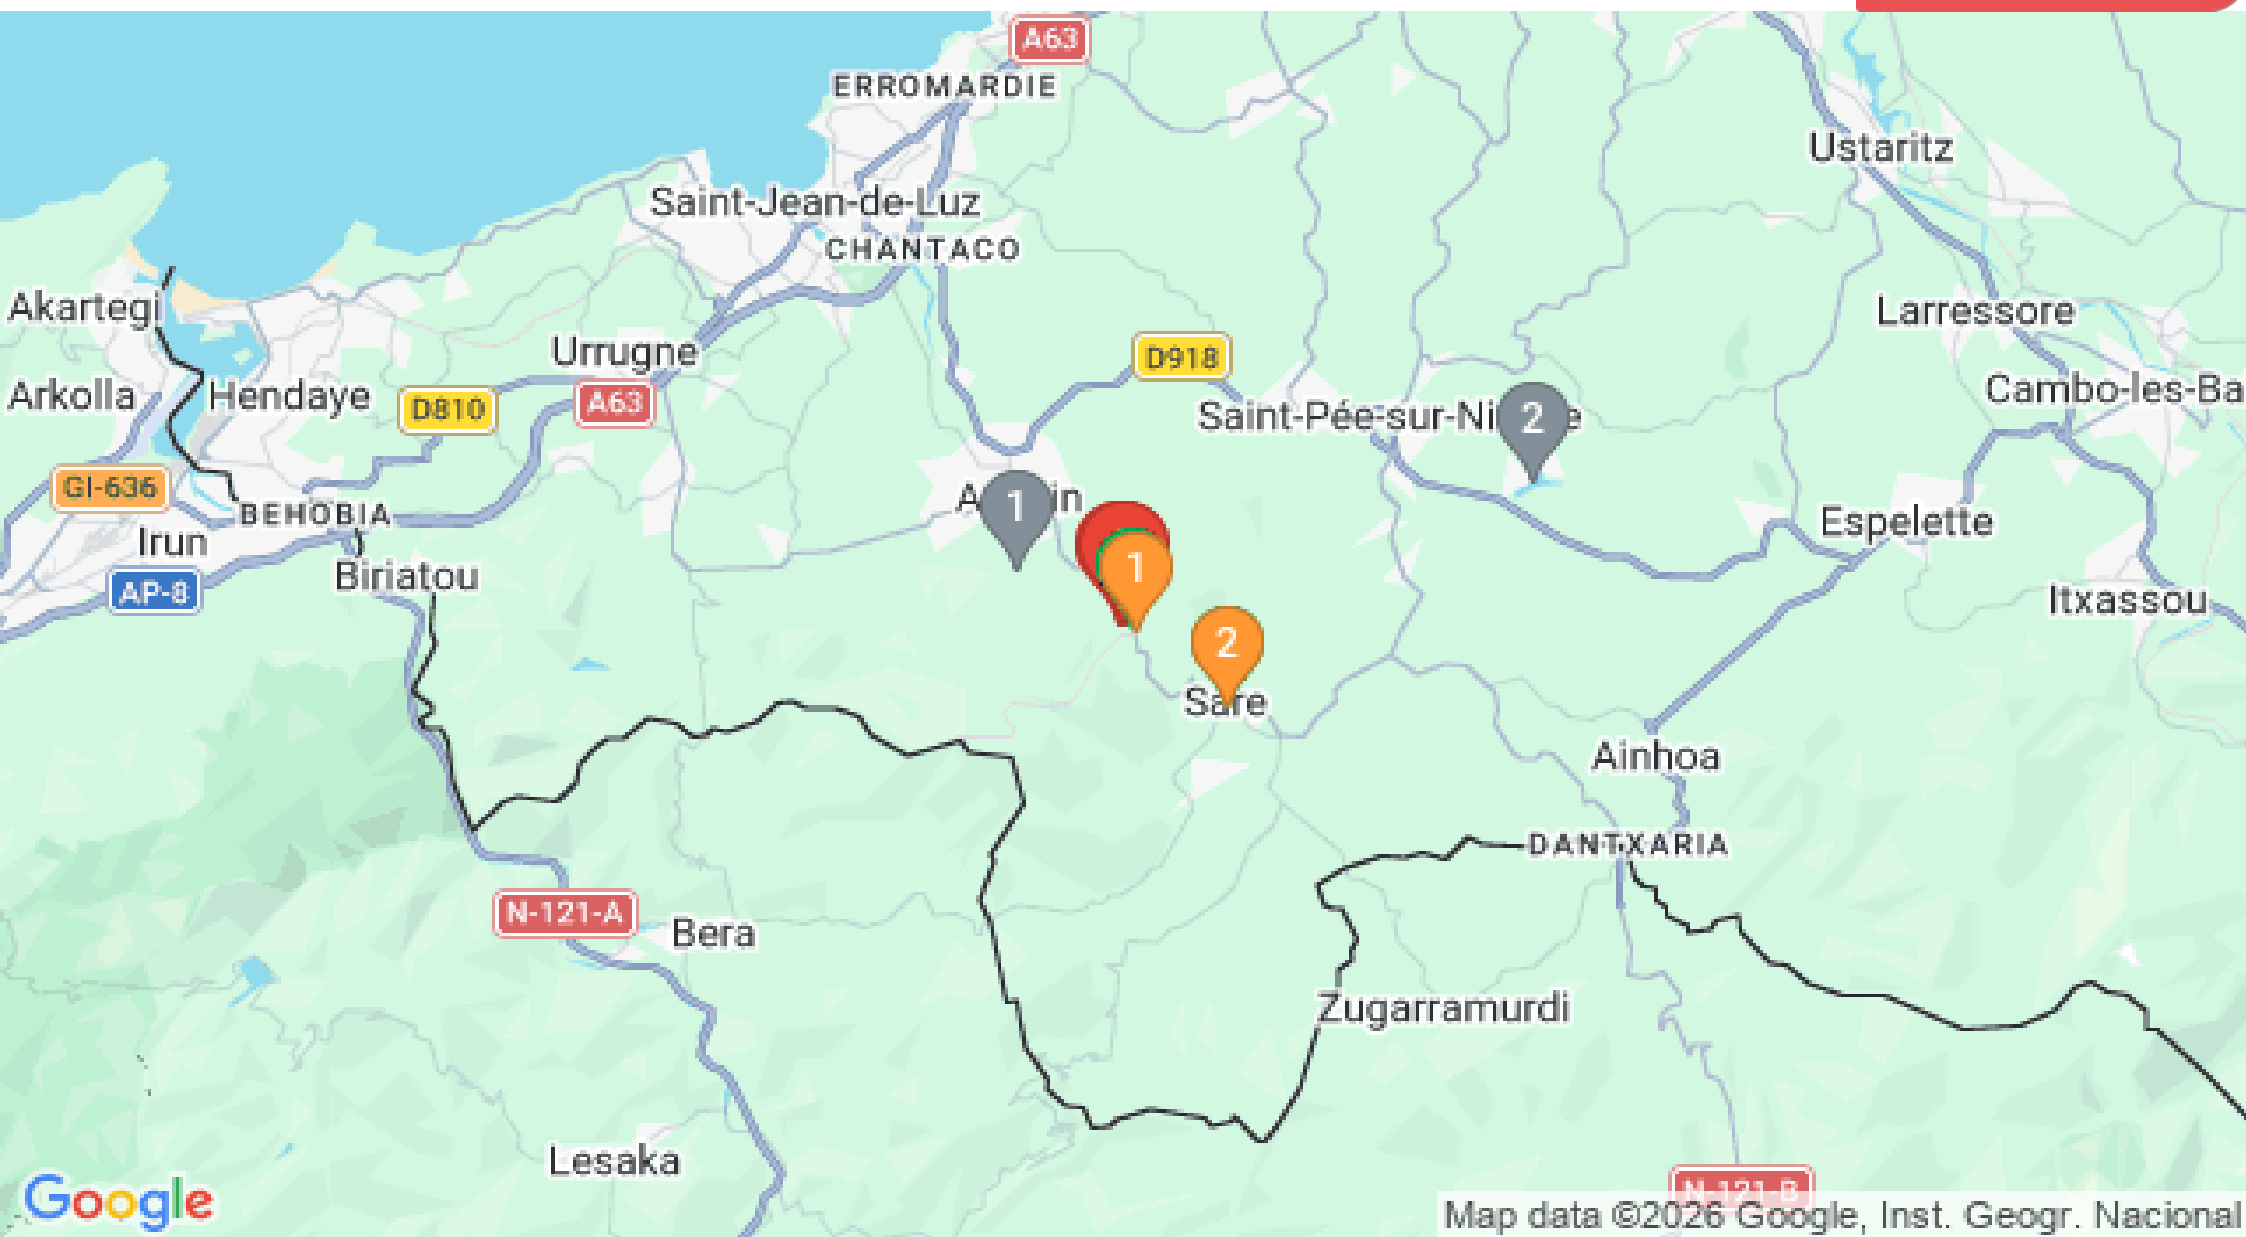 A63
ERROMARDIE
Ustaritz
Saint-Jean-de-Luz
CHANTACO
Akartegi
Larressore
Urrugne
D918
Arkolla
Hendaye
D810
A63
Cambo-les-Ba
Saint-Pée-sur-Ni
e
2
GI-636
A
in
1
BEHOBIA
Espelette
Irun
1
Biriatou
AP-8
Itxassou
2
Sare
Ainhoa
DANTXARIA
N-121-A
Bera
Zugarramurdi
Lesaka
N-121-B
Google
Map data ©2026 Google, Inst. Geogr. Nacional